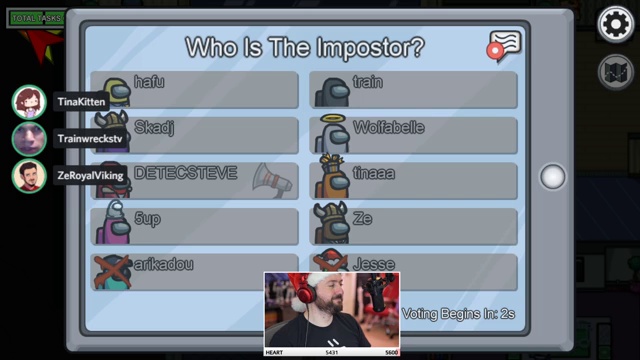 TOTAL TASKS
Who Is The Impostor?
hafu
train
TinaKitten
Skadj
Wolfabelle
Trainwreckstv
DETECSTEVE
tinaaa
ZeRoyalViking
5up
Ze
arikadou
Jesse
Voting Begins In: 2s
HEART 5431 5600